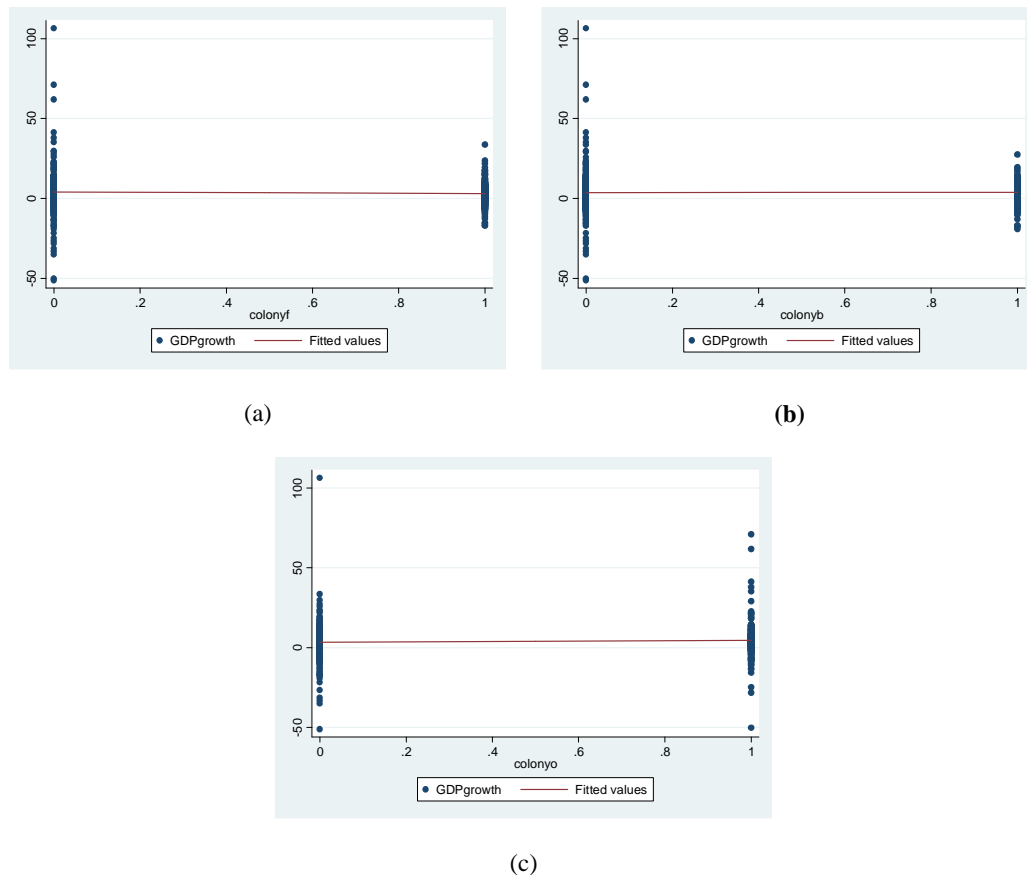 100
50
0
-50
0 .2 .4 .6 .8 1
colonyf
GDPgrowth Fitted values
(a)
100
50
0
-50
0 .2 .4 .6 .8 1
colonyb
GDPgrowth Fitted values
(b)
100
50
0
-50
0 .2 .4 .6 .8 1
colonyo
GDPgrowth Fitted values
(c)